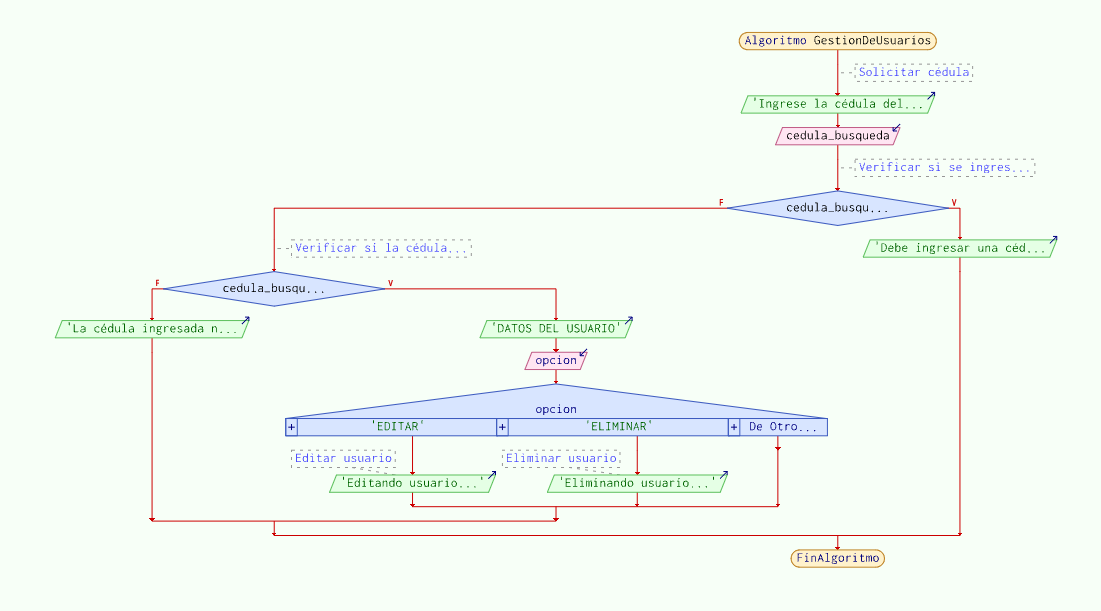 Algoritmo GestionDeUsuarios
Solicitar cédula
'Ingrese la cédula del...
cedula_busqueda
Verificar si se ingres...
F
cedula_busqu...
V
Verificar si la cédula...
'Debe ingresar una céd...
F
cedula_busqu...
V
'La cédula ingresada n...
'DATOS DEL USUARIO'
opcion
opcion
+ 'EDITAR' + 'ELIMINAR' + De Otro...
Editar usuario
Eliminar usuario
'Editando usuario...'
'Eliminando usuario...'
FinAlgoritmo